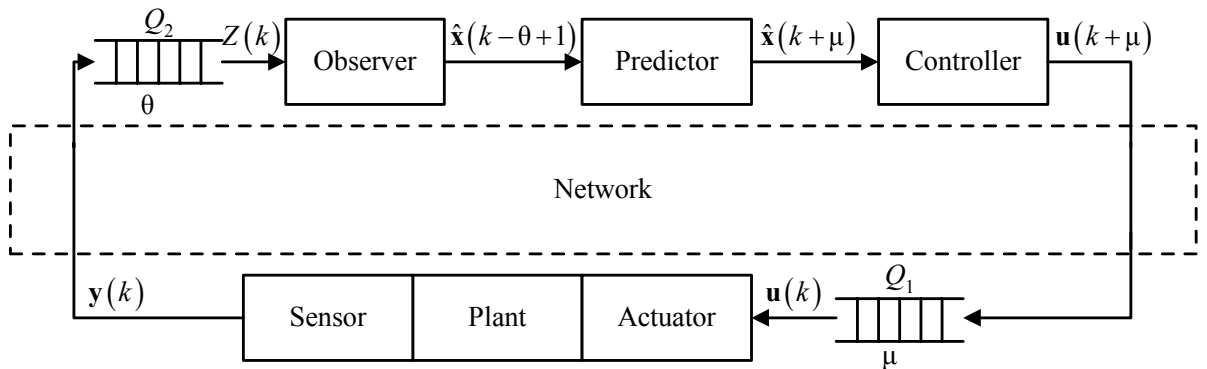 Q₂
Z(k)
θ
Observer
x̂(k−θ+1)
Predictor
x̂(k+μ)
Controller
u(k+μ)
Network
y(k)
Sensor
Plant
Actuator
u(k)
Q₁
μ